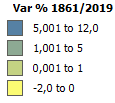 Var % 1861/2019
5,001 to 12,0
1,001 to 5
0,001 to 1
-2,0 to 0